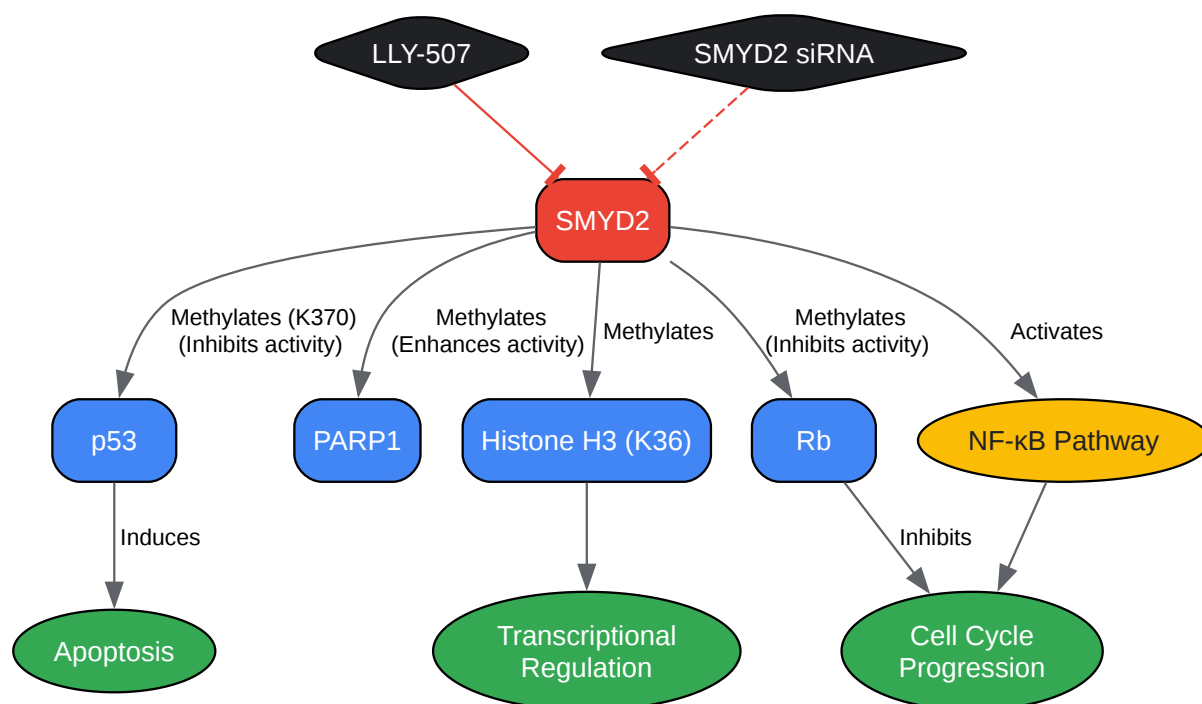 LLY-507
SMYD2 siRNA
SMYD2
Methylates (K370)
(Inhibits activity)
Methylates
(Enhances activity)
Methylates
Methylates
(Inhibits activity)
Activates
p53
PARP1
Histone H3 (K36)
Rb
NF-κB Pathway
Induces
Inhibits
Apoptosis
Transcriptional
Regulation
Cell Cycle
Progression